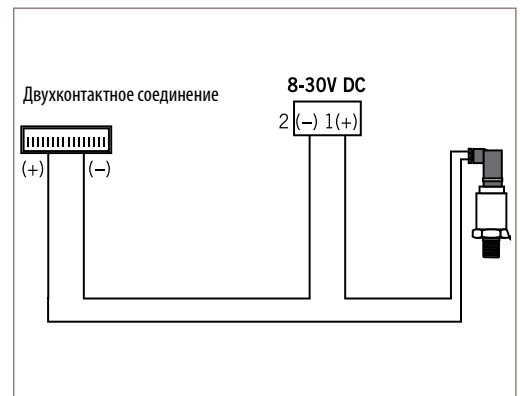 8-30V DC
Двухконтактное соединение
2 (−) 1(+)
(+) (−)